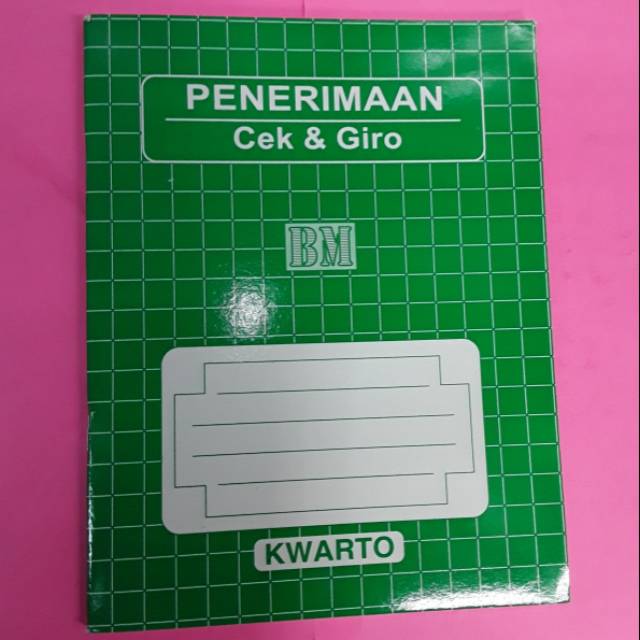 PENERIMAAN
Cek & Giro
BM
KWARTO